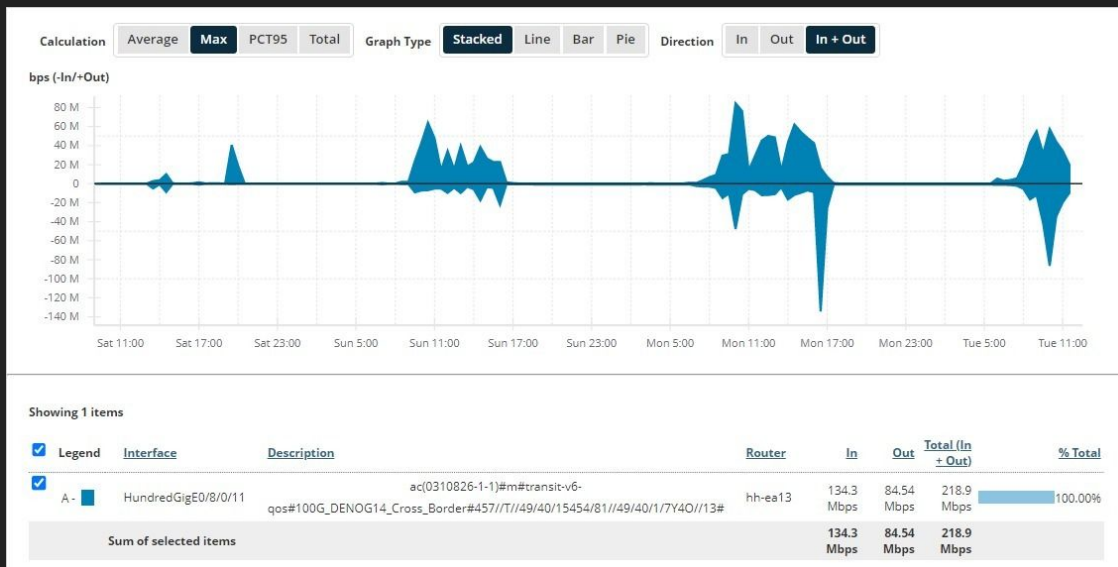 Calculation Average Max PCT95 Total Graph Type Stacked Line Bar Pie Direction In Out In + Out
bps (-In/+Out)
80 M
60 M
40 M
20 M
0
-20 M
-40 M
-60 M
-80 M
-100 M
-120 M
-140 M
Sat 11:00 Sat 17:00 Sat 23:00 Sun 5:00 Sun 11:00 Sun 17:00 Sun 23:00 Mon 5:00 Mon 11:00 Mon 17:00 Mon 23:00 Tue 5:00 Tue 11:00
Showing 1 items
Legend Interface Description Router In Out Total (In + Out) % Total
A - HundredGigE0/8/0/11
ac(0310826-1-1)#m#transit-v6-
qos#100G_DENOG14_Cross_Border#457//T//49/40/15454/81//49/40/1/7Y4O//13#
hh-ea13 134.3 Mbps 84.54 Mbps 218.9 Mbps 100.00%
Sum of selected items 134.3 Mbps 84.54 Mbps 218.9 Mbps